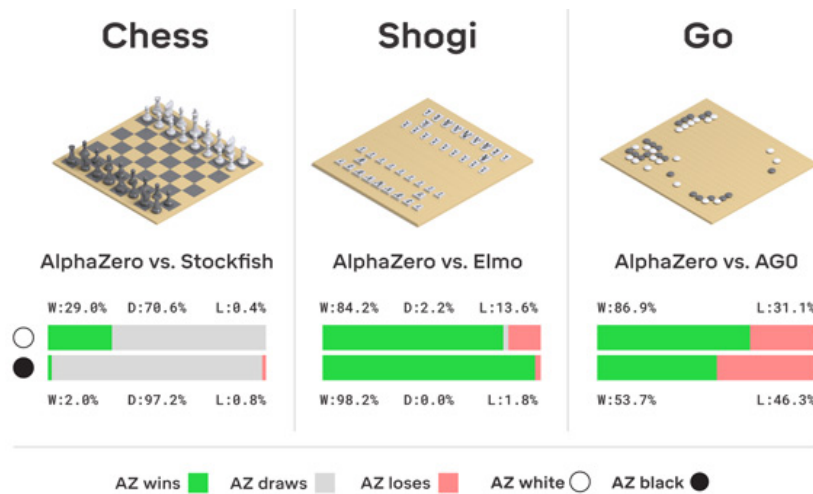 Chess
Shogi
Go
AlphaZero vs. Stockfish
AlphaZero vs. Elmo
AlphaZero vs. AG0
W:29.0% D:70.6% L:0.4%
W:84.2% D:2.2% L:13.6%
W:86.9% L:31.1%
W:2.0% D:97.2% L:0.8%
W:98.2% D:0.0% L:1.8%
W:53.7% L:46.3%
AZ wins AZ draws AZ loses AZ white AZ black